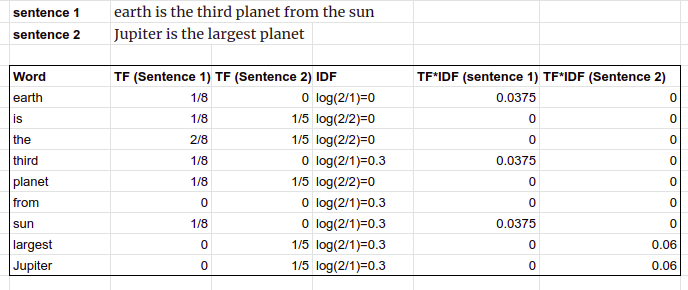 sentence 1 earth is the third planet from the sun
sentence 2 Jupiter is the largest planet
Word TF (Sentence 1) TF (Sentence 2) IDF TF*IDF (sentence 1) TF*IDF (Sentence 2)
earth 1/8 0 log(2/1)=0 0.0375 0
is 1/8 1/5 log(2/2)=0 0 0
the 2/8 1/5 log(2/2)=0 0 0
third 1/8 0 log(2/1)=0.3 0.0375 0
planet 1/8 1/5 log(2/2)=0 0 0
from 0 0 log(2/1)=0.3 0 0
sun 1/8 0 log(2/1)=0.3 0.0375 0
largest 0 1/5 log(2/1)=0.3 0 0.06
Jupiter 0 1/5 log(2/1)=0.3 0 0.06